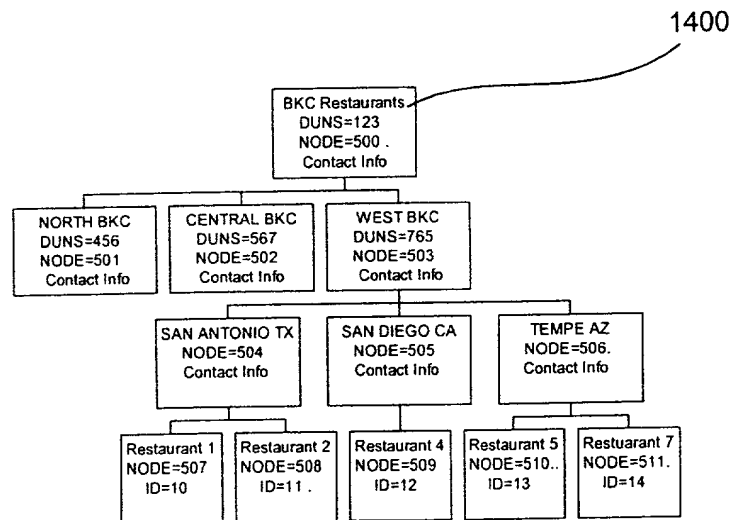 1400
BKC Restaurants
DUNS=123
NODE=500 .
Contact Info
NORTH BKC
DUNS=456
NODE=501
Contact Info
CENTRAL BKC
DUNS=567
NODE=502
Contact Info
WEST BKC
DUNS=765
NODE=503
Contact Info
SAN ANTONIO TX
NODE=504
Contact Info
SAN DIEGO CA
NODE=505
Contact Info
TEMPE AZ
NODE=506.
Contact Info
Restaurant 1
NODE=507
ID=10
Restaurant 2
NODE=508
ID=11 .
Restaurant 4
NODE=509
ID=12
Restaurant 5
NODE=510..
ID=13
Restuarant 7
NODE=511.
ID=14